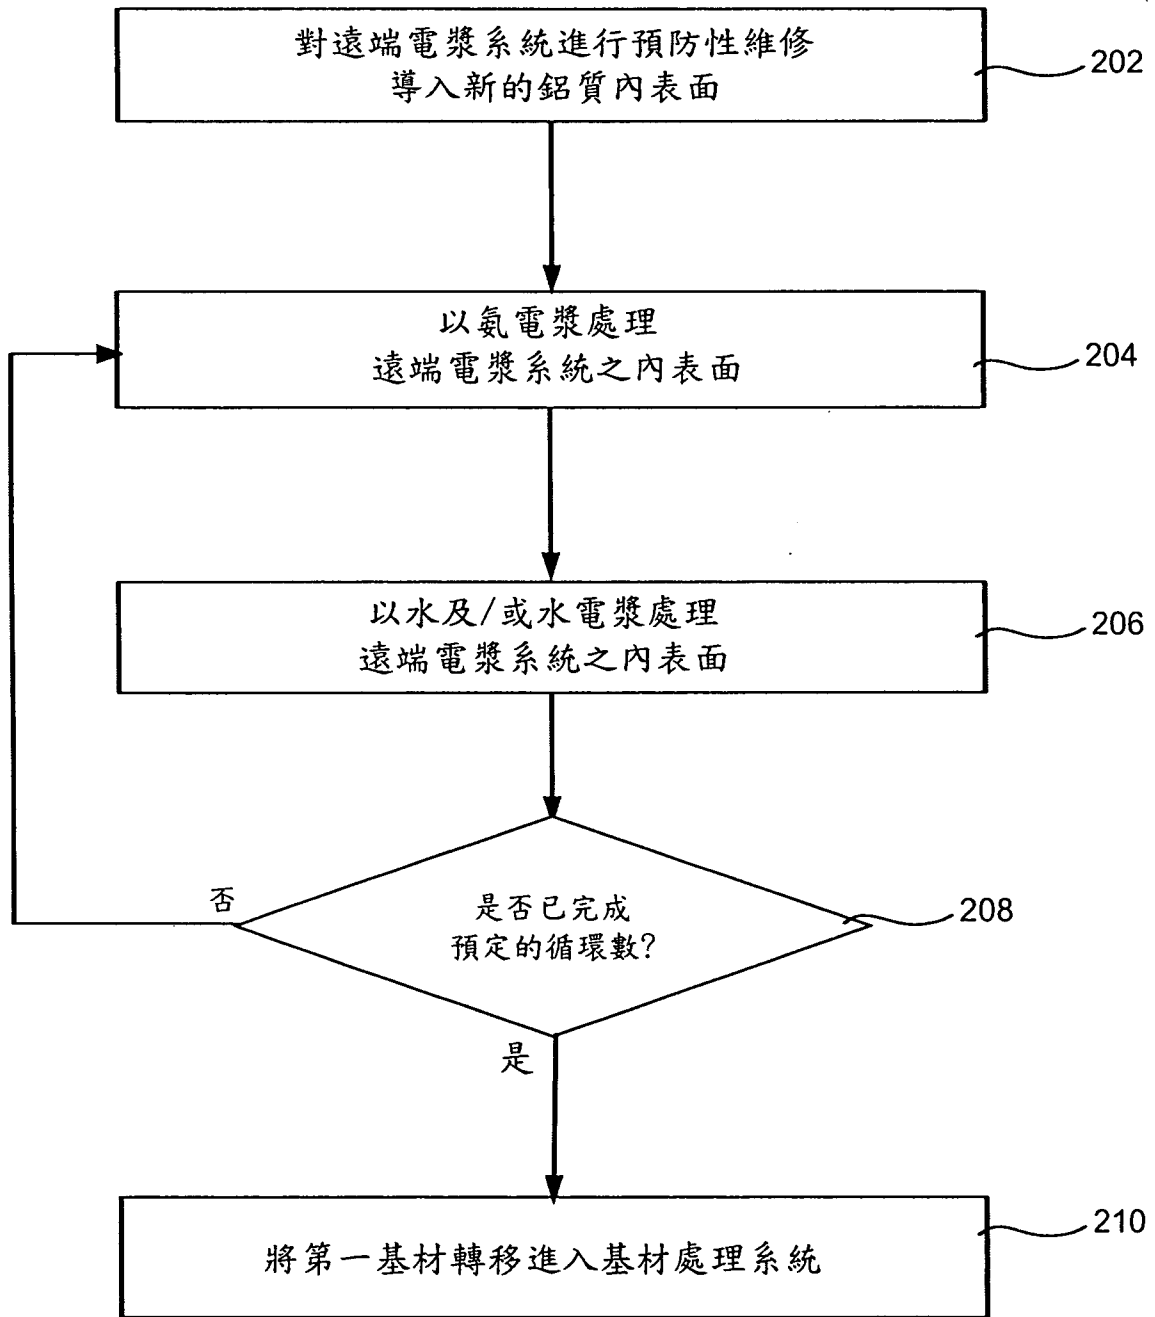 對遠端電漿系統進行預防性維修
導入新的鋁質內表面
202
以氨電漿處理
遠端電漿系統之內表面
204
以水及/或水電漿處理
遠端電漿系統之內表面
206
否
是否已完成
預定的循環數?
208
是
將第一基材轉移進入基材處理系統
210